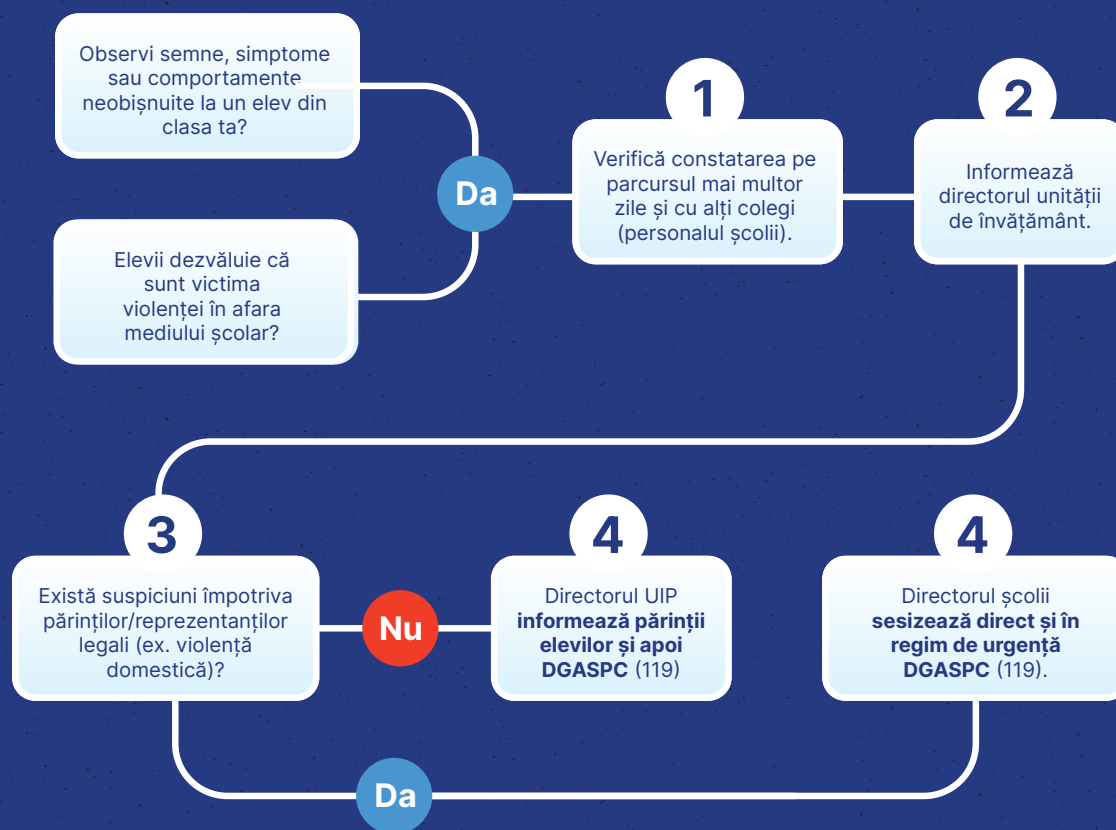 Observi semne, simptome
sau comportamente
neobișnuite la un elev din
clasa ta?
Elevii dezvăluie că
sunt victima
violenței în afara
mediului școlar?
Da
1
Verifică constatarea pe
parcursul mai multor
zile și cu alți colegi
(personalul școlii).
2
Informează
directorul unității
de învățământ.
3
Există suspiciuni împotriva
părinților/reprezentanților
legali (ex. violență
domestică)?
Nu
4
Directorul UIP
informează părinții
elevilor și apoi
DGASPC (119)
4
Directorul școlii
sesizează direct și în
regim de urgență
DGASPC (119).
Da